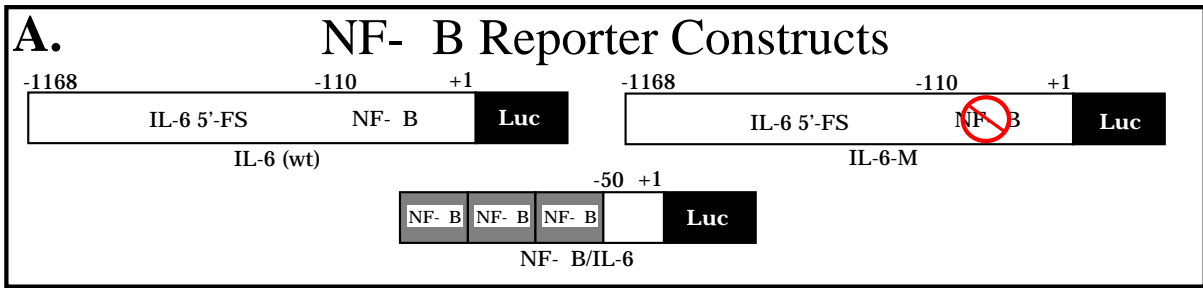 A. NF- B Reporter Constructs
-1168 -110 +1
IL-6 5'-FS NF- B Luc
IL-6 (wt)
-1168 -110 +1
IL-6 5'-FS NF- B Luc
IL-6-M
-50 +1
NF- B NF- B NF- B Luc
NF- B/IL-6